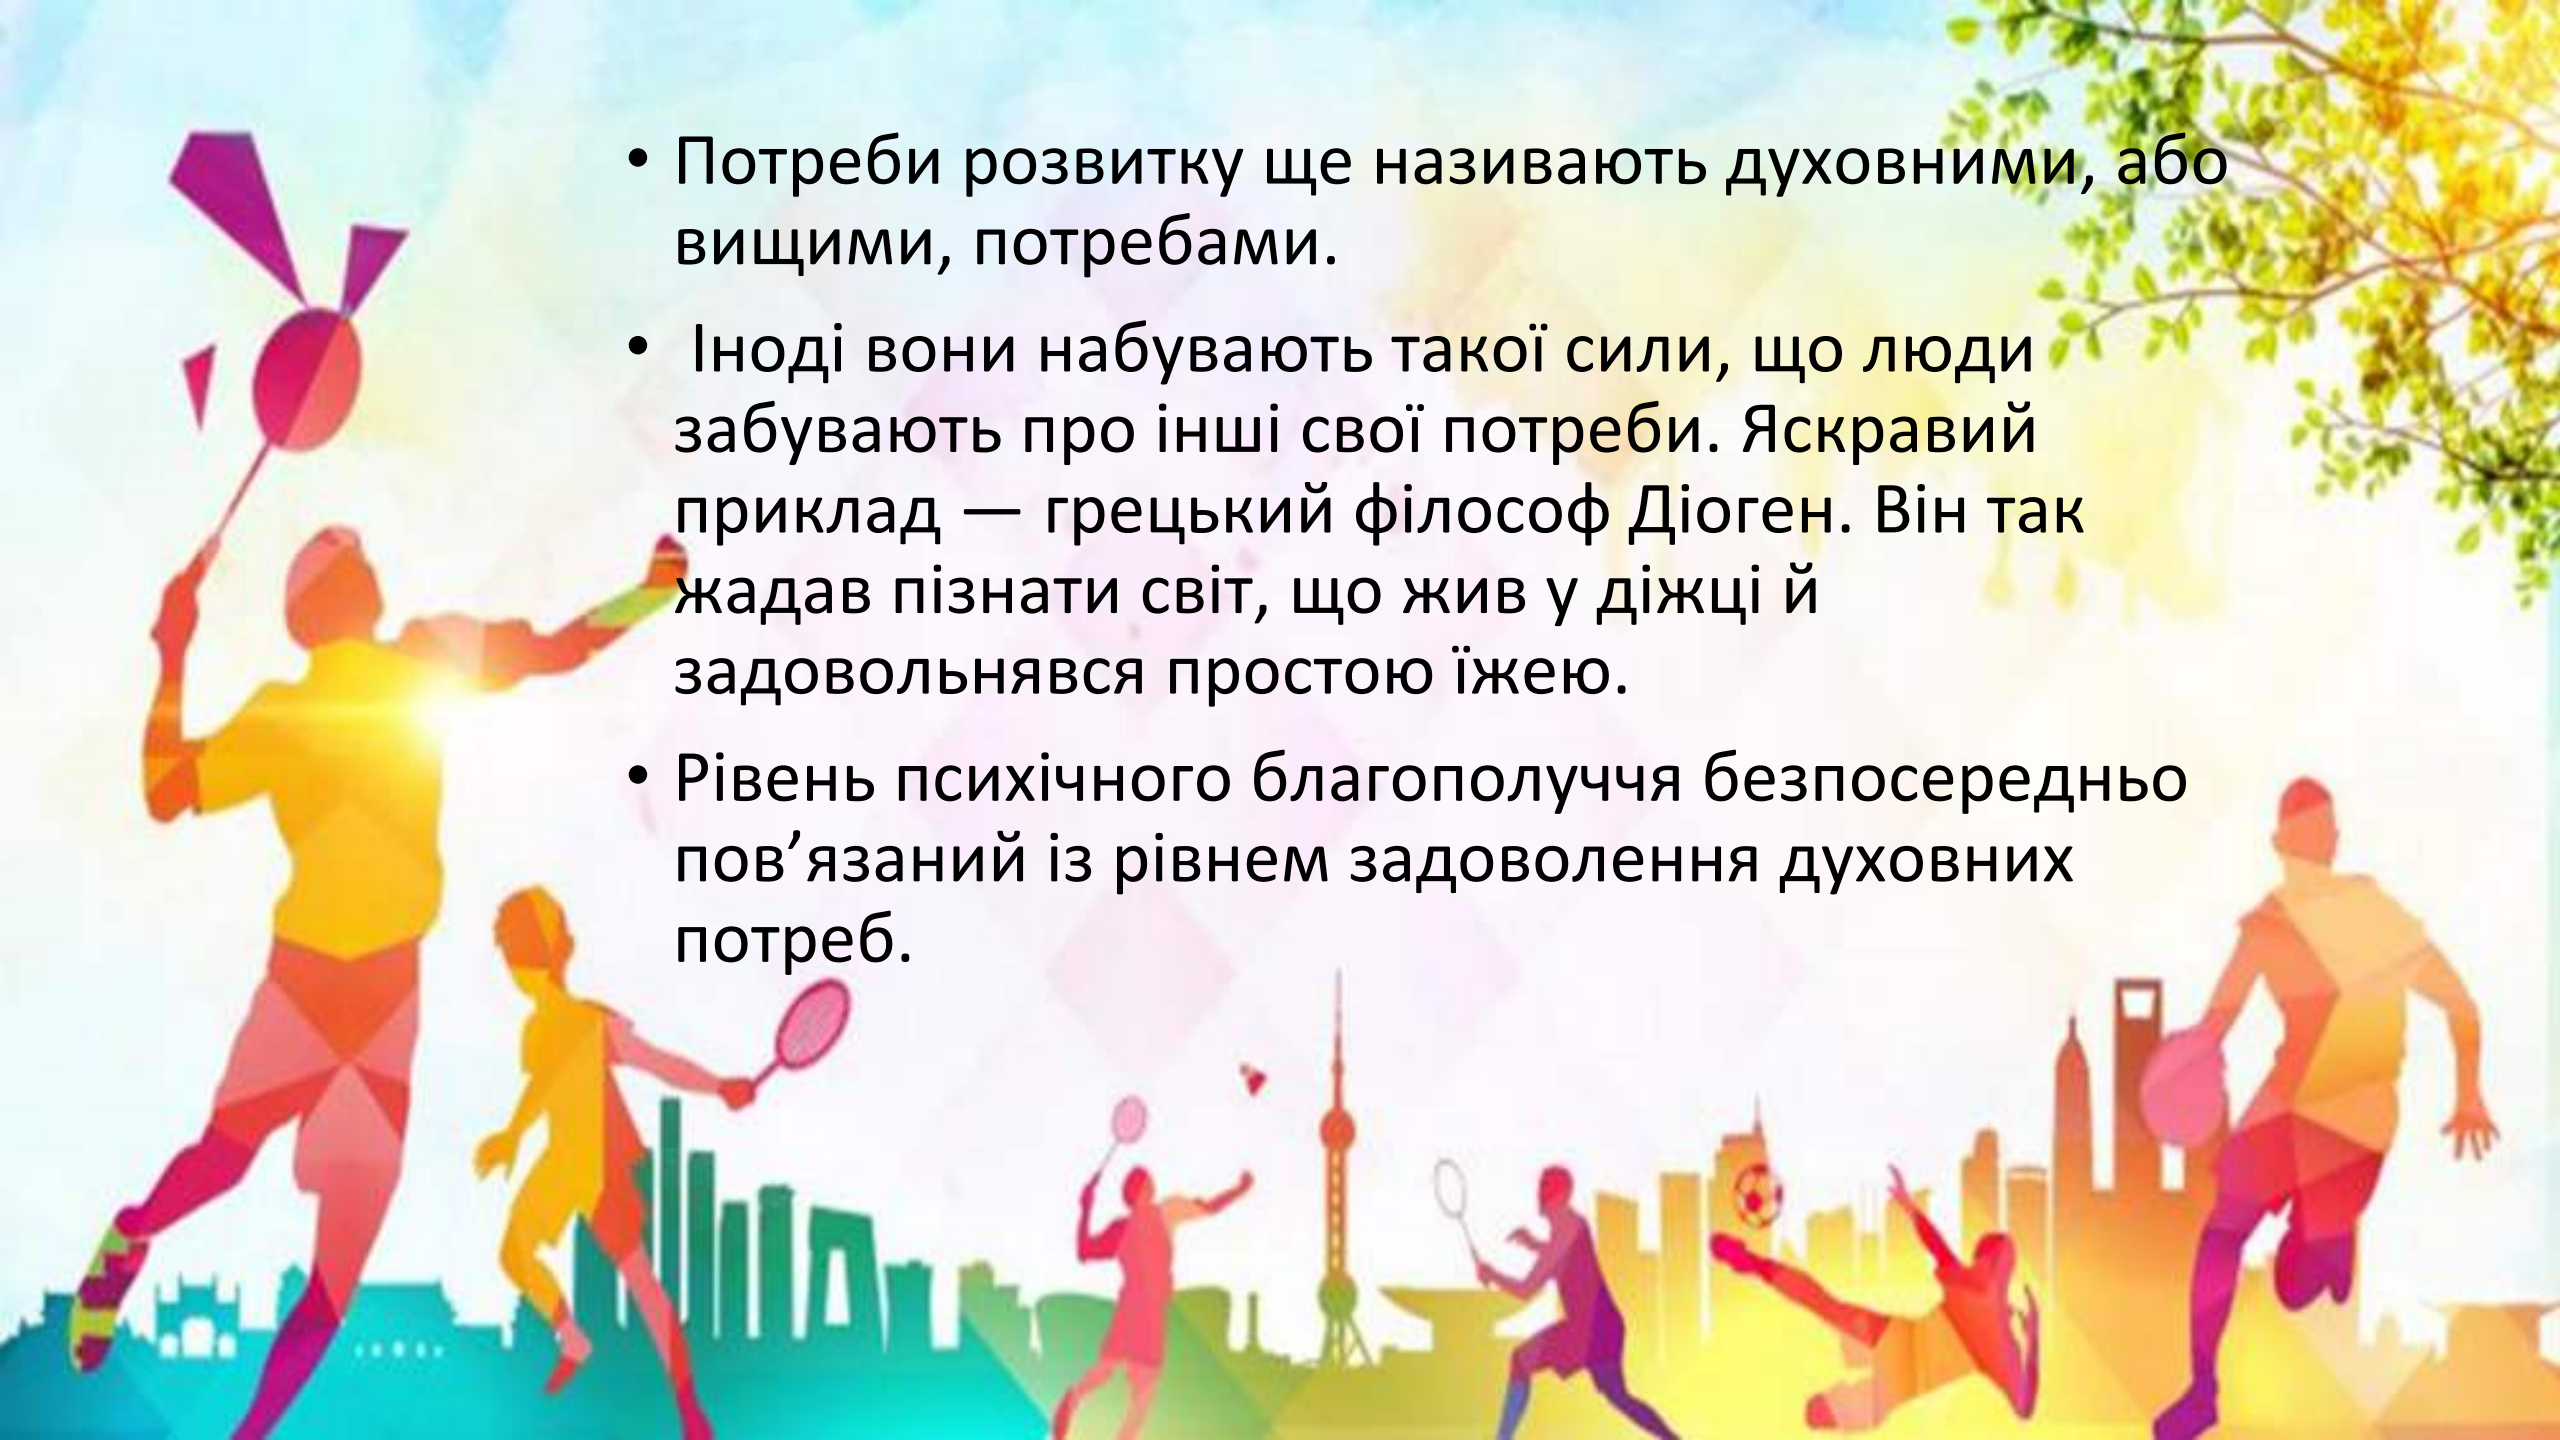 • Потреби розвитку ще називають духовними, або
вищими, потребами.
• Іноді вони набувають такої сили, що люди
забувають про інші свої потреби. Яскравий
приклад — грецький філософ Діоген. Він так
жадав пізнати світ, що жив у діжці й
задовольнявся простою їжею.
• Рівень психічного благополуччя безпосередньо
пов’язаний із рівнем задоволення духовних
потреб.